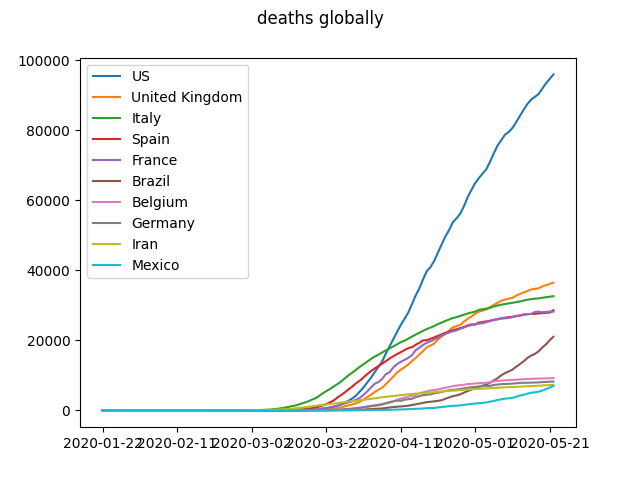 deaths globally
100000
80000
60000
40000
20000
0
US
United Kingdom
Italy
Spain
France
Brazil
Belgium
Germany
Iran
Mexico
2020-01-22 2020-02-11 2020-03-02 2020-03-22 2020-04-11 2020-05-01 2020-05-21